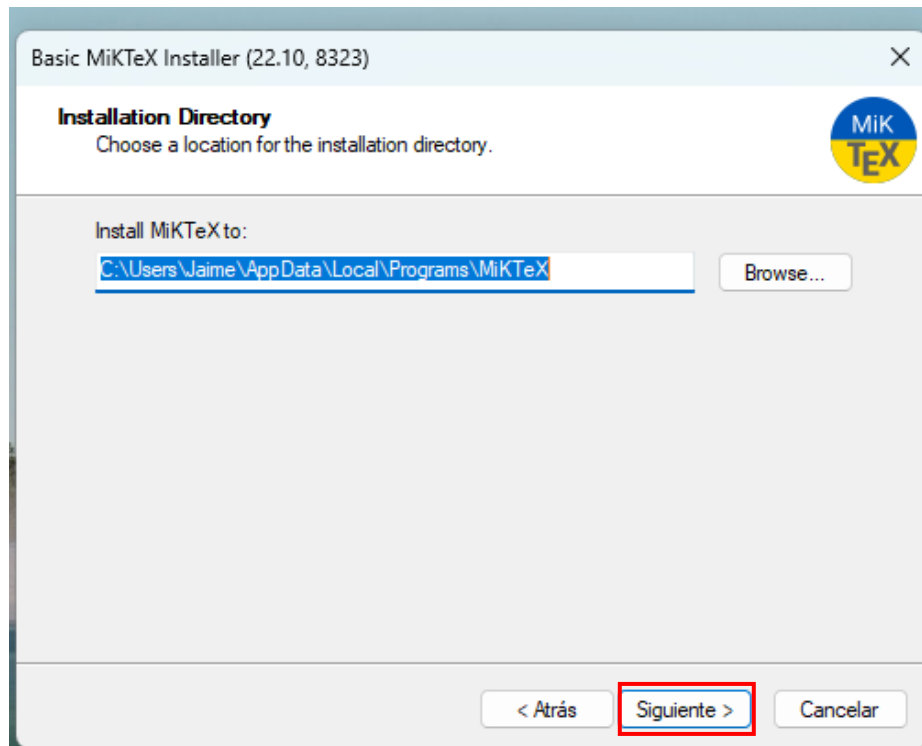 Basic MiKTeX Installer (22.10, 8323)
Installation Directory
Choose a location for the installation directory.
MiK
TEX
Install MiKTeX to:
C:\Users\Jaime\AppData\Local\Programs\MiKTeX
Browse...
< Atrás
Siguiente >
Cancelar